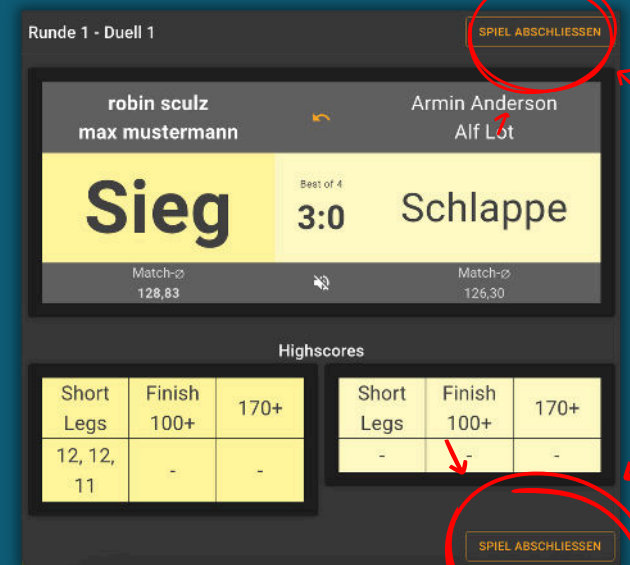 Runde 1 - Duell 1
SPIEL ABSCHLIESSEN
robin sculz
max mustermann
Armin Anderson
Alf Lot
Sieg
Best of 4
3:0
Schlappe
Match-⌀
128,83
Match-⌀
126,30
Highscores
Short Legs
Finish 100+
170+
12, 12, 11
-
-
Short Legs
Finish 100+
170+
-
-
-
SPIEL ABSCHLIESSEN